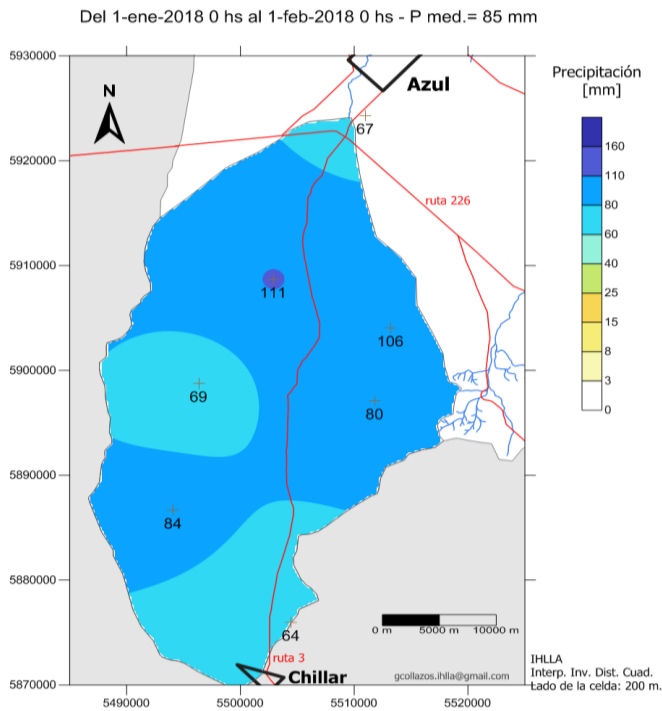 Del 1-ene-2018 0 hs al 1-feb-2018 0 hs - P med.= 85 mm
5930000
5920000
5910000
5900000
5890000
5880000
5870000
5490000
5500000
5510000
5520000
N
Azul
67
ruta 226
111
106
69
80
84
64
ruta 3
Chillar
0 m 5000 m 10000 m
gcollazos.ihlla@gmail.com
Precipitación
[mm]
160
110
80
60
40
25
15
8
3
0
IHLLA
Interp. Inv. Dist. Cuad.
Lado de la celda: 200 m.